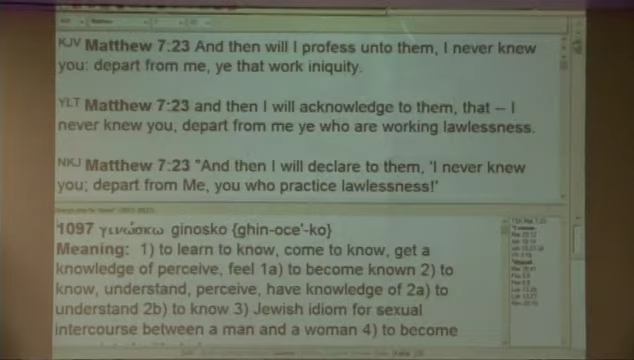 KJV Matthew 7:23 And then will I profess unto them, I never knew
you: depart from me, ye that work iniquity.
YLT Matthew 7:23 and then I will acknowledge to them, that -- I
never knew you, depart from me ye who are working lawlessness.
NKJ Matthew 7:23 "And then I will declare to them, 'I never knew
you; depart from Me, you who practice lawlessness!'
1097 γινώσκω ginosko {ghin-oce'-ko}
Meaning: 1) to learn to know, come to know, get a
knowledge of perceive, feel 1a) to become known 2) to
know, understand, perceive, have knowledge of 2a) to
understand 2b) to know 3) Jewish idiom for sexual
intercourse between a man and a woman 4) to become